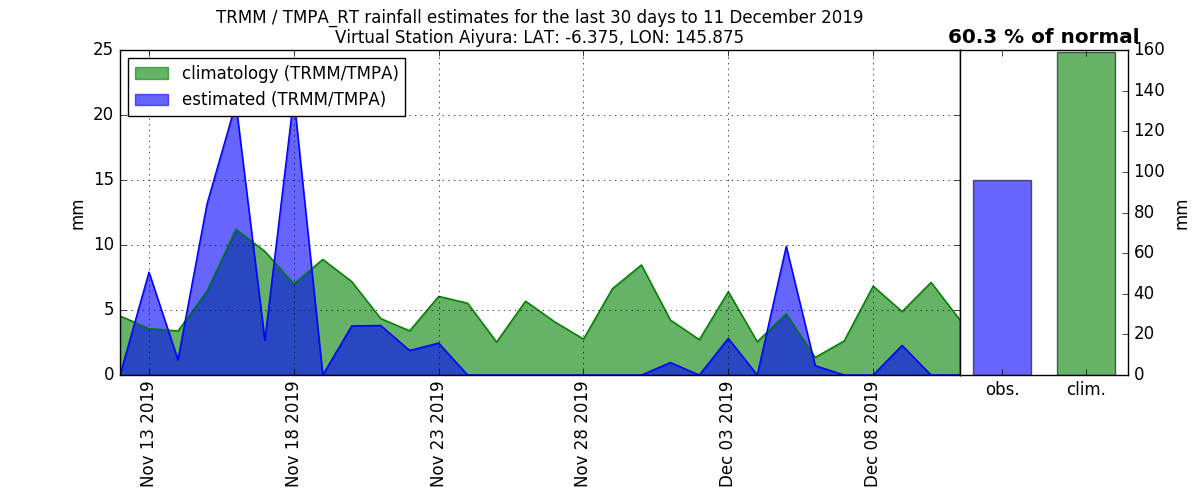 TRMM / TMPA_RT rainfall estimates for the last 30 days to 11 December 2019
Virtual Station Aiyura: LAT: -6.375, LON: 145.875
60.3 % of normal
climatology (TRMM/TMPA)
estimated (TRMM/TMPA)
mm
25
20
15
10
5
0
Nov 13 2019
Nov 18 2019
Nov 23 2019
Nov 28 2019
Dec 03 2019
Dec 08 2019
obs.
clim.
160
140
120
100
80
60
40
20
0
mm